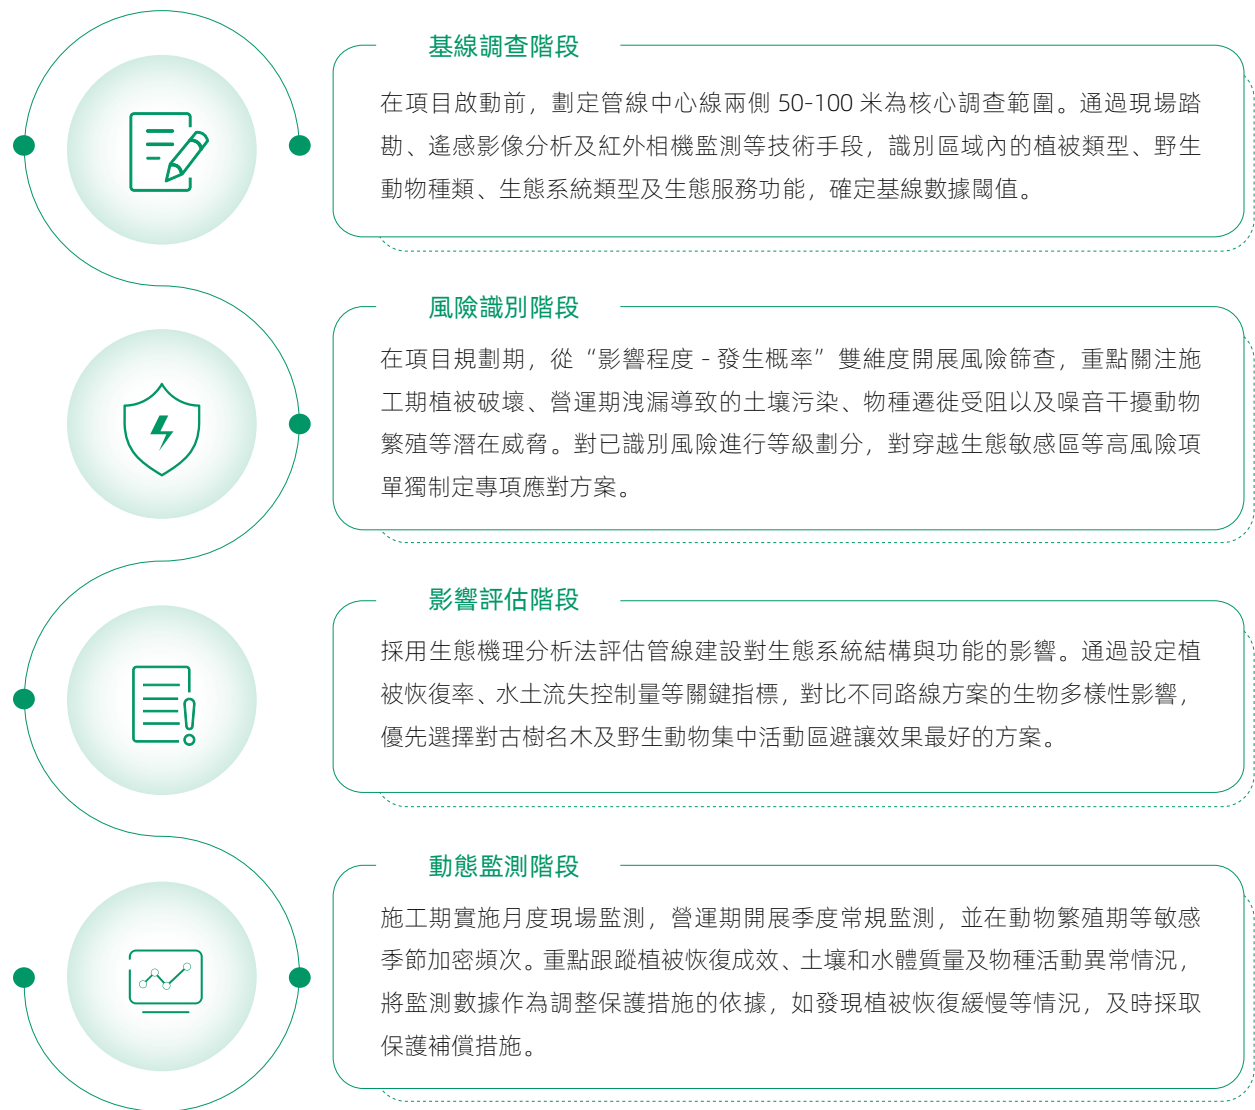 基線調查階段
在項目啟動前，劃定管線中心線兩側 50-100 米為核心調查範圍。通過現場踏
勘、遙感影像分析及紅外相機監測等技術手段，識別區域內的植被類型、野生
動物種類、生態系統類型及生態服務功能，確定基線數據閾值。
風險識別階段
在項目規劃期，從“影響程度 - 發生概率”雙維度開展風險篩查，重點關注施
工期植被破壞、營運期洩漏導致的土壤污染、物種遷徙受阻以及噪音干擾動物
繁殖等潛在威脅。對已識別風險進行等級劃分，對穿越生態敏感區等高風險項
單獨制定專項應對方案。
影響評估階段
採用生態機理分析法評估管線建設對生態系統結構與功能的影響。通過設定植
被恢復率、水土流失控制量等關鍵指標，對比不同路線方案的生物多樣性影響，
優先選擇對古樹名木及野生動物集中活動區避讓效果最好的方案。
動態監測階段
施工期實施月度現場監測，營運期開展季度常規監測，並在動物繁殖期等敏感
季節加密頻次。重點跟蹤植被恢復成效、土壤和水體質量及物種活動異常情況，
將監測數據作為調整保護措施的依據，如發現植被恢復緩慢等情況，及時採取
保護補償措施。